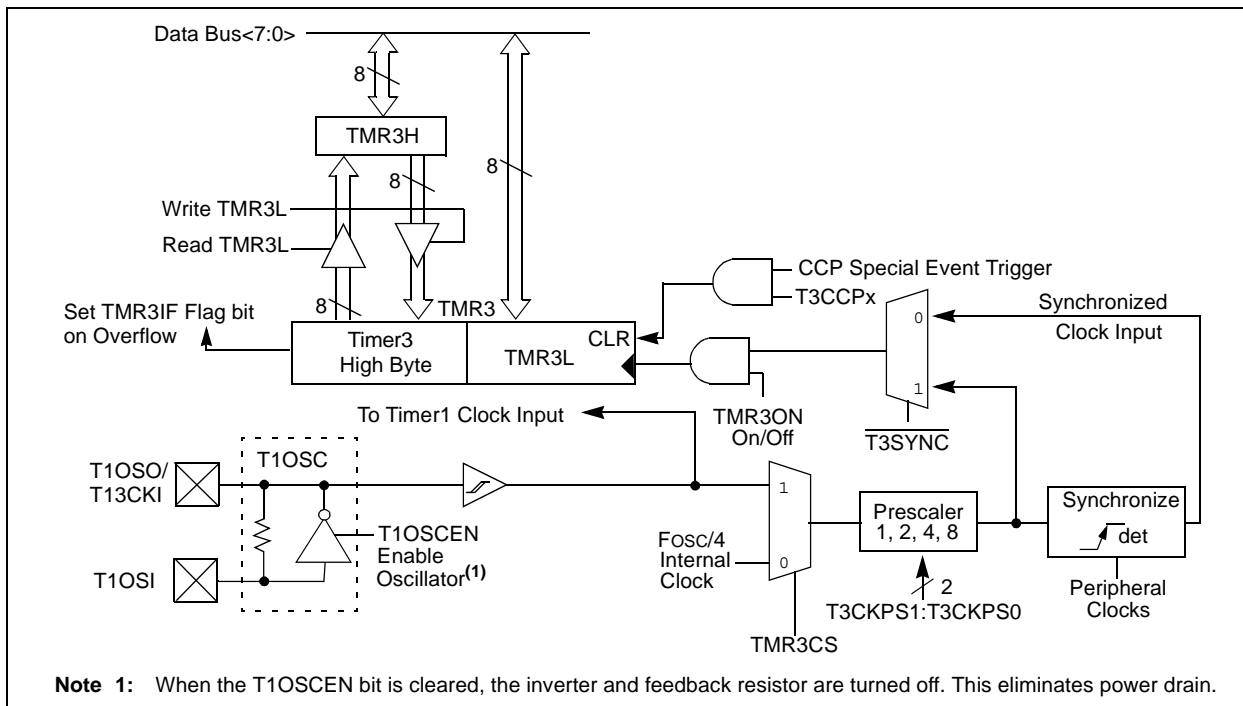 Data Bus<7:0>
8
TMR3H
8
8
Write TMR3L
Read TMR3L
8
CCP Special Event Trigger
T3CCPx
Set TMR3IF Flag bit
on Overflow
TMR3
Timer3
High Byte
TMR3L
CLR
0
1
Synchronized
Clock Input
TMR3ON
On/Off
T3SYNC
To Timer1 Clock Input
T1OSC
T1OSO/
T13CKI
T1OSCEN
Enable
Oscillator(1)
T1OSI
1
0
FOSC/4
Internal
Clock
Prescaler
1, 2, 4, 8
Synchronize
det
2
T3CKPS1:T3CKPS0
Peripheral
Clocks
TMR3CS
Note 1: When the T1OSCEN bit is cleared, the inverter and feedback resistor are turned off. This eliminates power drain.